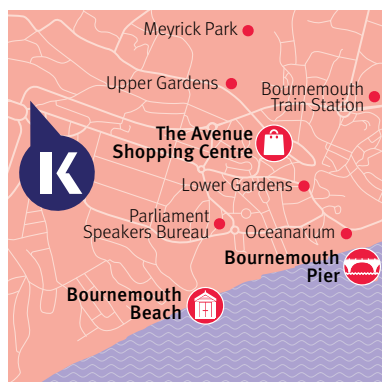 Meyrick Park
Upper Gardens
Bournemouth
Train Station
The Avenue
Shopping Centre
K
Lower Gardens
Parliament
Speakers Bureau
Oceanarium
Bournemouth
Pier
Bournemouth
Beach